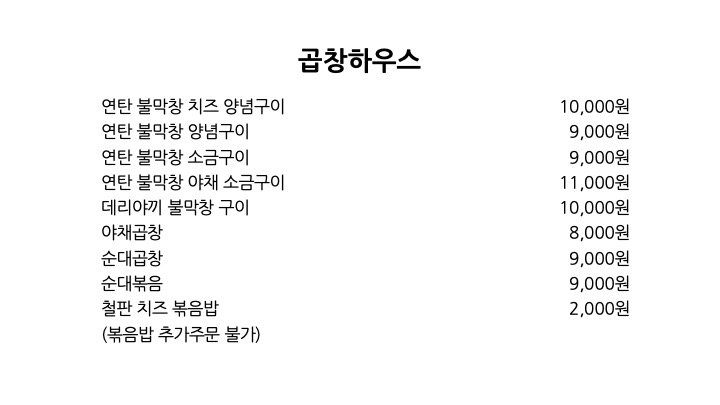 곱창하우스
연탄 불막창 치즈 양념구이 10,000원
연탄 불막창 양념구이 9,000원
연탄 불막창 소금구이 9,000원
연탄 불막창 야채 소금구이 11,000원
데리야끼 불막창 구이 10,000원
야채곱창 8,000원
순대곱창 9,000원
순대볶음 9,000원
철판 치즈 볶음밥 2,000원
(볶음밥 추가주문 불가)